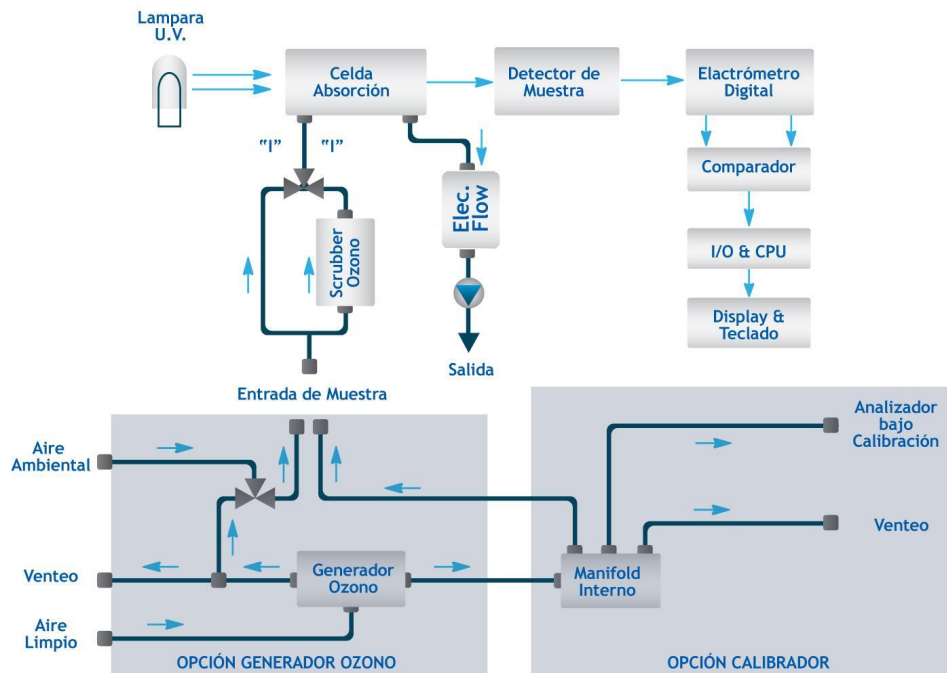 Lampara
U.V.
Celda
Absorción
Detector de
Muestra
Elactrómetro
Digital
"I"
"I"
Comparador
Elec.
Flow
Scrubber
Ozono
I/O & CPU
Display &
Teclado
Salida
Entrada de Muestra
Aire
Ambiental
Analizador
bajo
Calibración
Venteo
Venteo
Generador
Ozono
Manifold
Interno
Aire
Limpio
OPCIÓN GENERADOR OZONO
OPCIÓN CALIBRADOR